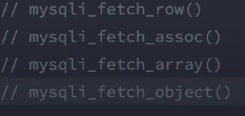 // mysqli_fetch_row()
// mysqli_fetch_assoc()
// mysqli_fetch_array()
// mysqli_fetch_object()